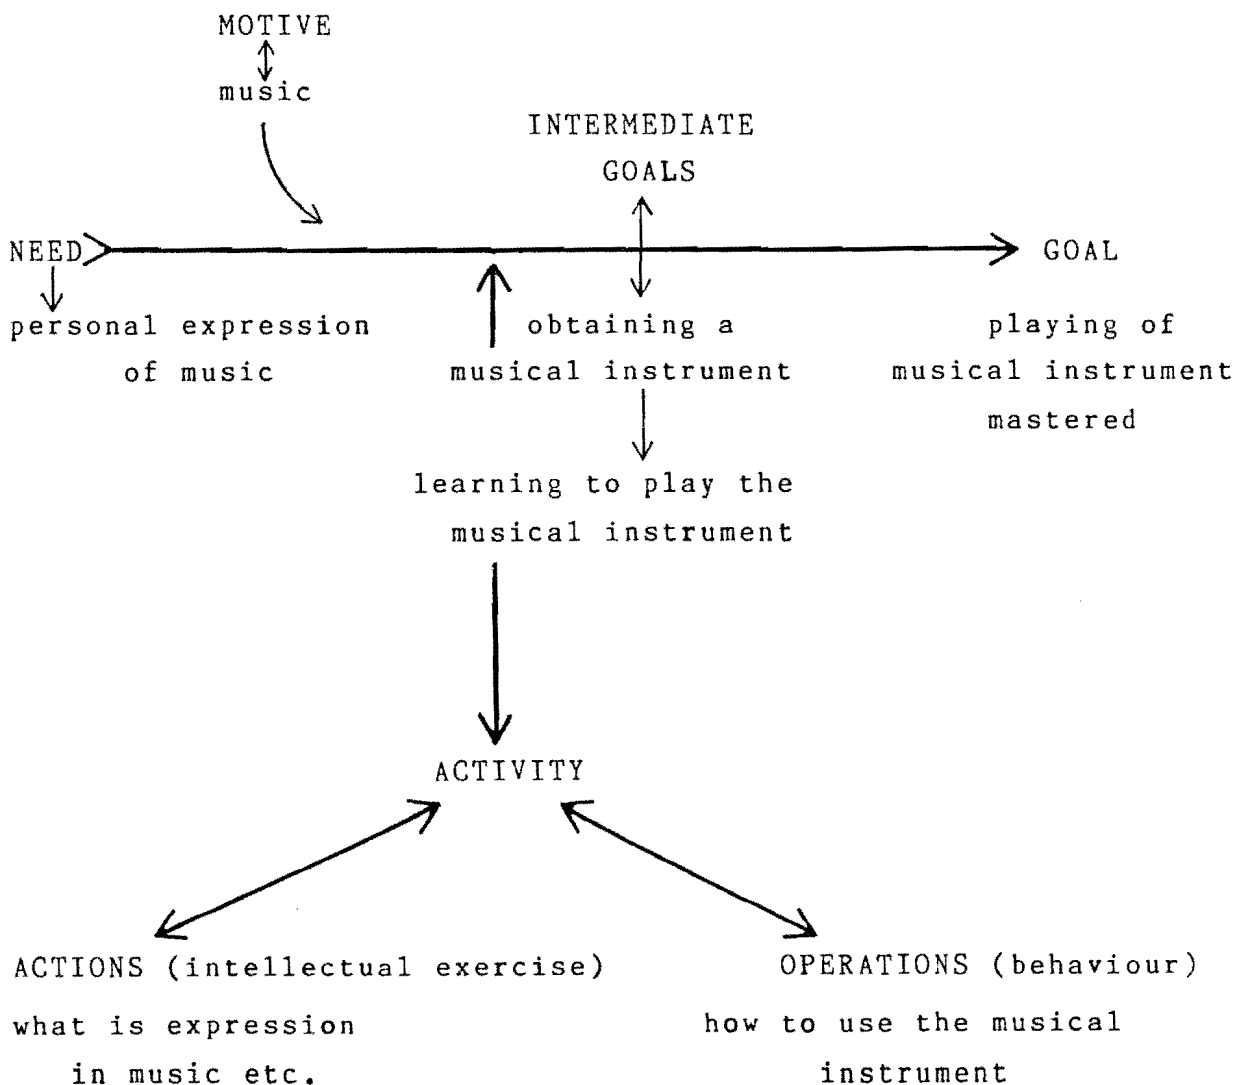 MOTIVE
music
INTERMEDIATE
GOALS
NEED
GOAL
personal expression
of music
obtaining a
musical instrument
playing of
musical instrument
mastered
learning to play the
musical instrument
ACTIVITY
ACTIONS (intellectual exercise)
what is expression
in music etc.
OPERATIONS (behaviour)
how to use the musical
instrument